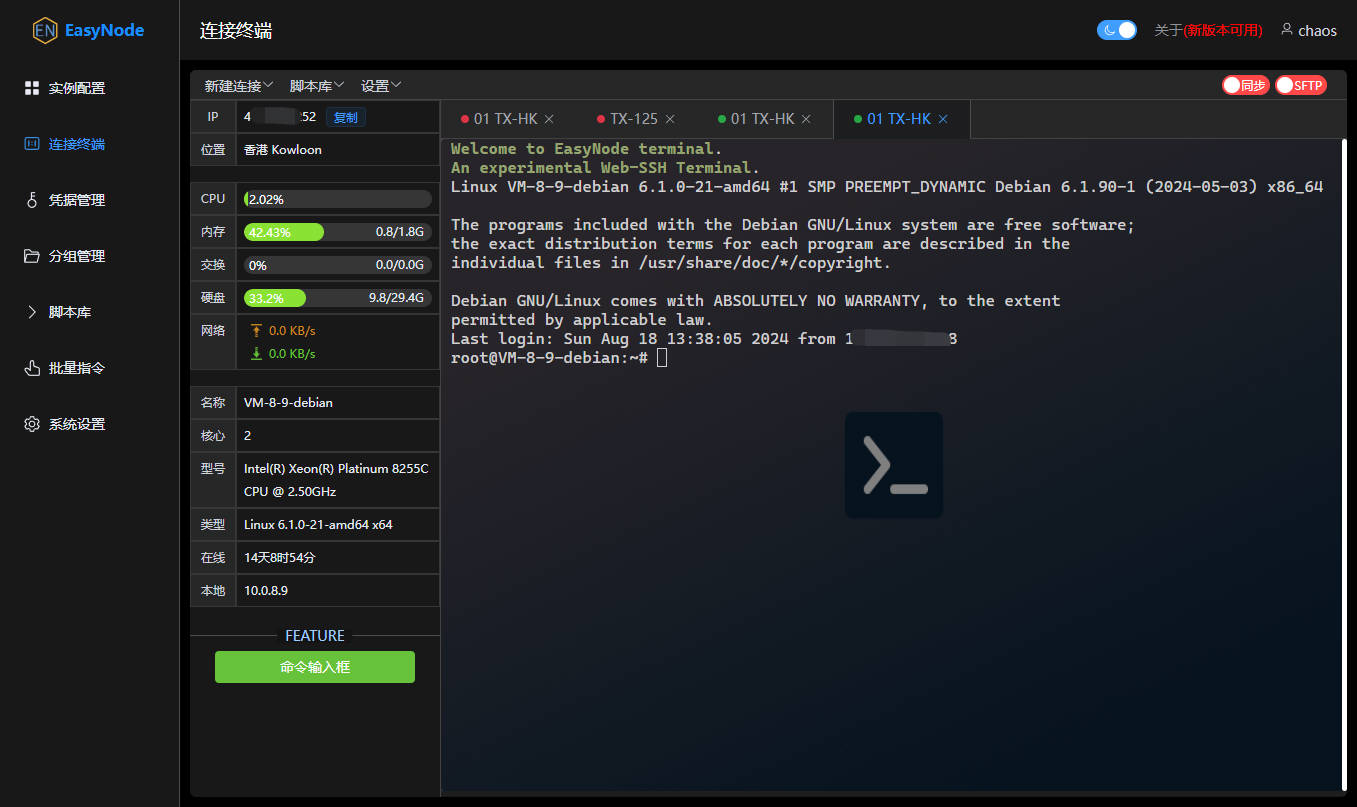 EN EasyNode
连接终端
关于(新版本可用)
chaos
实例配置
连接终端
凭据管理
分组管理
脚本库
批量指令
系统设置
新建连接
脚本库
设置
同步
SFTP
IP 4 52 复制
位置 香港 Kowloon
CPU 2.02%
内存 42.43% 0.8/1.8G
交换 0% 0.0/0.0G
硬盘 33.2% 9.8/29.4G
网络 0.0 KB/s
0.0 KB/s
名称 VM-8-9-debian
核心 2
型号 Intel(R) Xeon(R) Platinum 8255C
CPU @ 2.50GHz
类型 Linux 6.1.0-21-amd64 x64
在线 14天8时54分
本地 10.0.8.9
FEATURE
命令输入框
01 TX-HK
TX-125
01 TX-HK
01 TX-HK
Welcome to EasyNode terminal.
An experimental Web-SSH Terminal.
Linux VM-8-9-debian 6.1.0-21-amd64 #1 SMP PREEMPT_DYNAMIC Debian 6.1.90-1 (2024-05-03) x86_64
The programs included with the Debian GNU/Linux system are free software;
the exact distribution terms for each program are described in the
individual files in /usr/share/doc/*/copyright.
Debian GNU/Linux comes with ABSOLUTELY NO WARRANTY, to the extent
permitted by applicable law.
Last login: Sun Aug 18 13:38:05 2024 from 1 8
root@VM-8-9-debian:~#